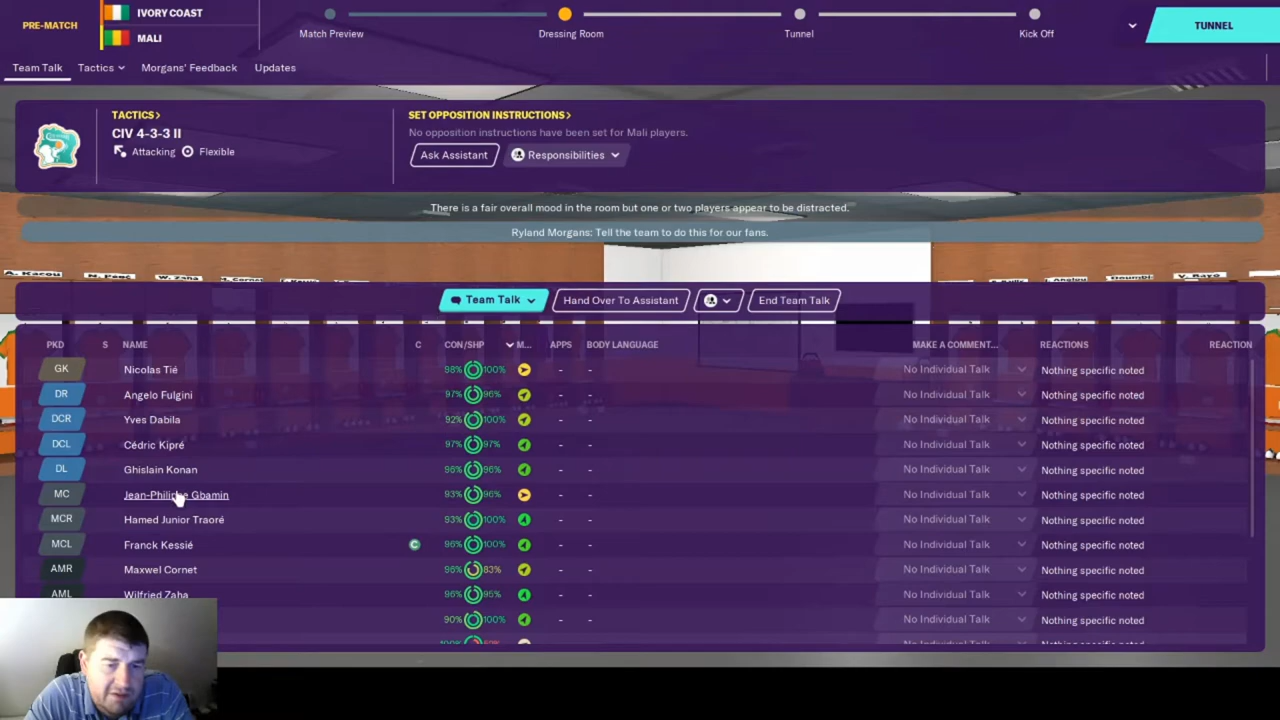 PRE-MATCH
IVORY COAST
MALI
Match Preview
Dressing Room
Tunnel
Kick Off
TUNNEL
Team Talk
Tactics
Morgans' Feedback
Updates
TACTICS>
CIV 4-3-3 II
Attacking
Flexible
SET OPPOSITION INSTRUCTIONS>
No opposition instructions have been set for Mali players.
Ask Assistant
Responsibilities
There is a fair overall mood in the room but one or two players appear to be distracted.
Ryland Morgans: Tell the team to do this for our fans.
Team Talk
Hand Over To Assistant
End Team Talk
PKD S NAME C CON/SHP M... APPS BODY LANGUAGE MAKE A COMMENT... REACTIONS REACTION
GK Nicolas Tié 98% 100% - - No Individual Talk Nothing specific noted
DR Angelo Fulgini 97% 96% - - No Individual Talk Nothing specific noted
DCR Yves Dabila 92% 100% - - No Individual Talk Nothing specific noted
DCL Cédric Kipré 97% 97% - - No Individual Talk Nothing specific noted
DL Ghislain Konan 96% 96% - - No Individual Talk Nothing specific noted
MC Jean-Philippe Gbamin 93% 96% - - No Individual Talk Nothing specific noted
MCR Hamed Junior Traoré 93% 100% - - No Individual Talk Nothing specific noted
MCL Franck Kessié C 96% 100% - - No Individual Talk Nothing specific noted
AMR Maxwel Cornet 96% 83% - - No Individual Talk Nothing specific noted
AML Wilfried Zaha 96% 95% - - No Individual Talk Nothing specific noted
90% 100% - - No Individual Talk Nothing specific noted